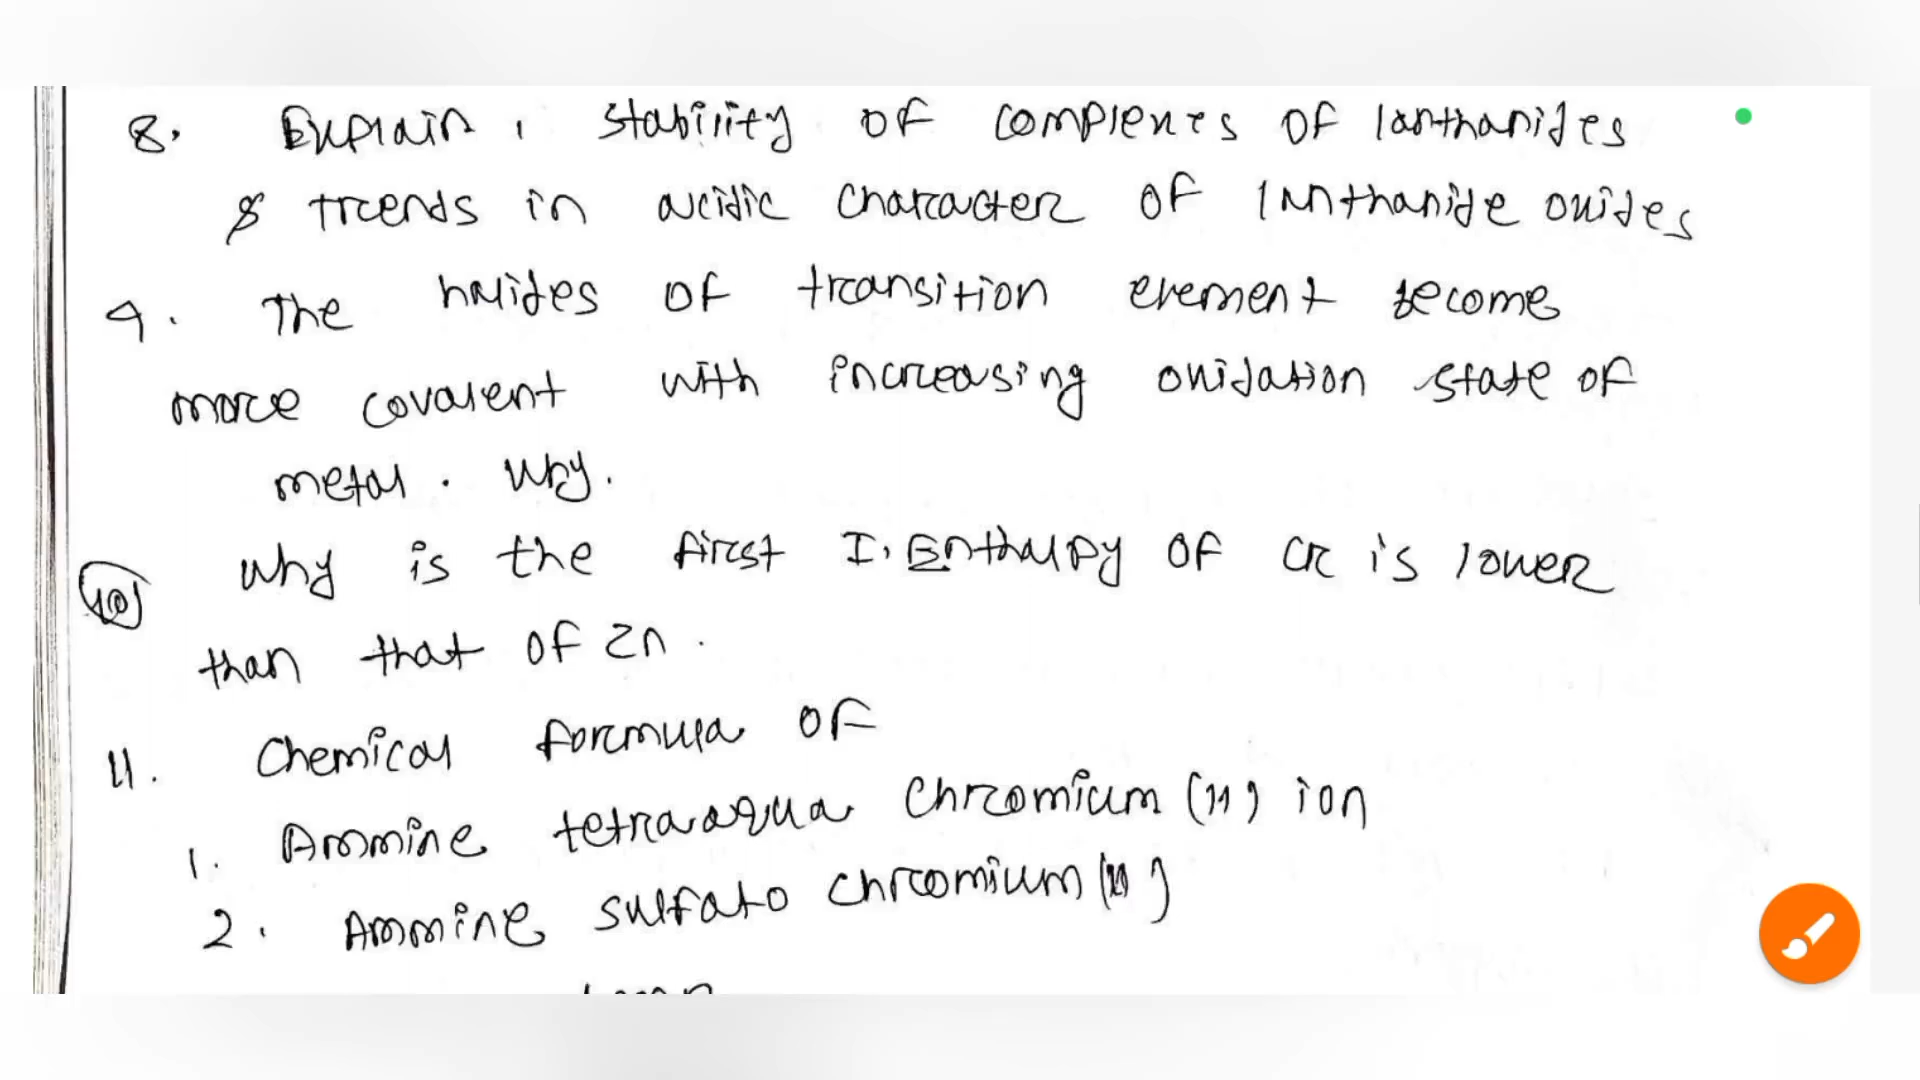 8. Explain, stability of complexes of lanthanides
& trends in acidic character of lanthanide oxides
9. The halides of transition element become
more covalent with increasing oxidation state of
metal. Why.
10 Why is the first I. Enthalpy of Cr is lower
than that of Zn.
11. Chemical formula of
1. Ammine tetraaqua chromium (II) ion
2. Ammine sulfato chromium (II)